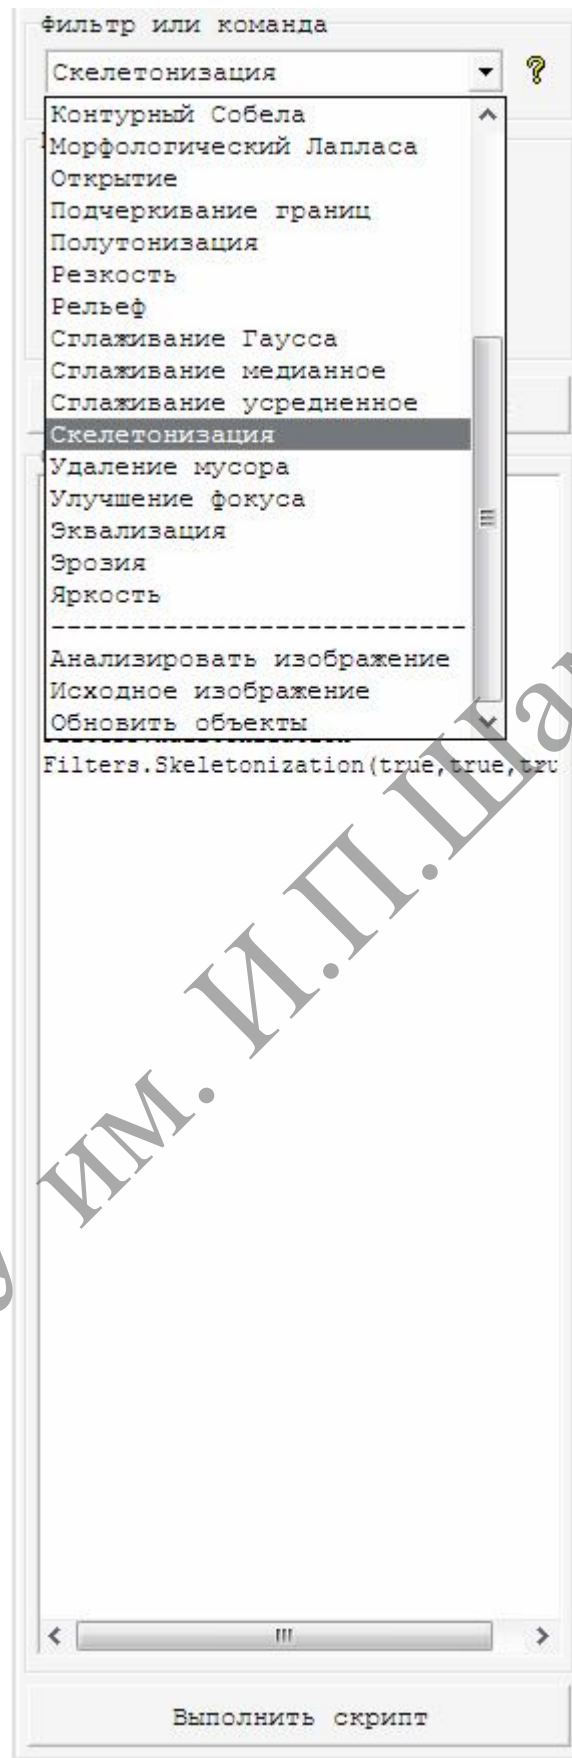 Фильтр или команда
Скелетонизация
Контурный Собела
Морфологический Лапласа
Открытие
Подчеркивание границ
Полутонизация
Резкость
Рельеф
Сглаживание Гаусса
Сглаживание медианное
Сглаживание усредненное
Скелетонизация
Удаление мусора
Улучшение фокуса
Эквализация
Эрозия
Яркость
--------------------------
Анализировать изображение
Исходное изображение
Обновить объекты
Filters.Skeletonization(true,true,tru
им. И.П.Ша
Выполнить скрипт